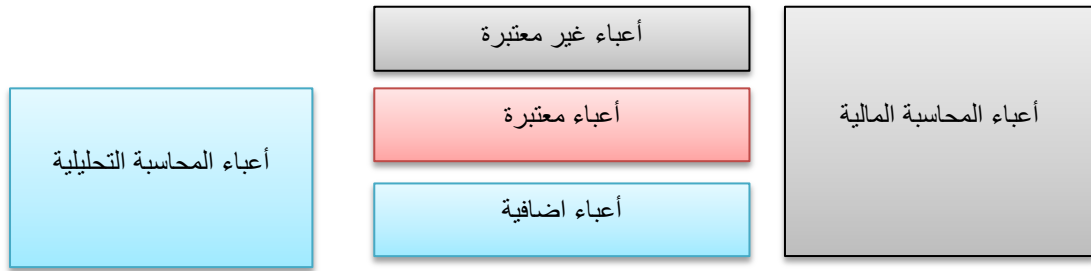 أعباء المحاسبة المالية
أعباء غير معتبرة
أعباء معتبرة
أعباء اضافية
أعباء المحاسبة التحليلية